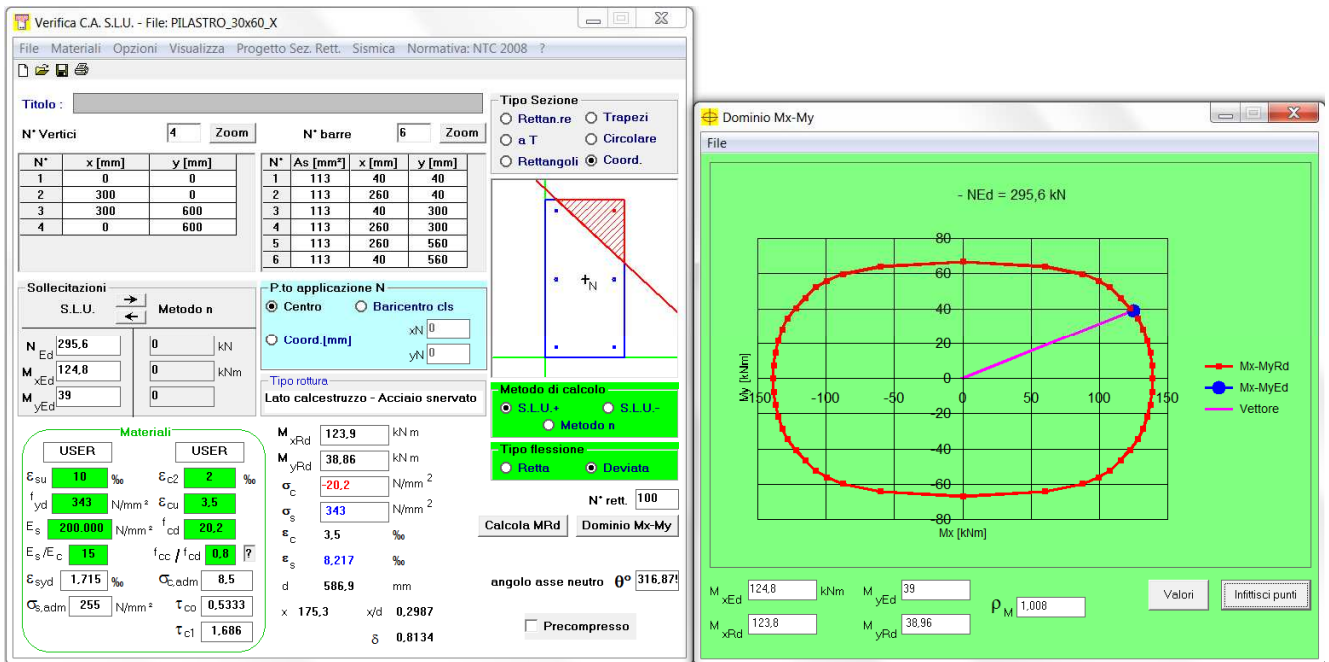 Verifica C.A. S.L.U. - File: PILASTRO_30x60_X
File Materiali Opzioni Visualizza Progetto Sez. Rett. Sismica Normativa: NTC 2008 ?
Titolo :
N° Vertici 4 Zoom N° barre 6 Zoom
N° x [mm] y [mm]
1 0 0
2 300 0
3 300 600
4 0 600
N° As [mm²] x [mm] y [mm]
1 113 40 40
2 113 260 40
3 113 40 300
4 113 260 300
5 113 260 560
6 113 40 560
Tipo Sezione
Rettan.re Trapezi
a T Circolare
Rettangoli Coord.
N
Sollecitazioni
S.L.U. Metodo n
N Ed 295,6 0 kN
M xEd 124,8 0 kNm
M yEd 39 0
P.to applicazione N
Centro Baricentro cls
Coord.[mm] xN 0
yN 0
Tipo rottura
Lato calcestruzzo - Acciaio snervato
Metodo di calcolo
S.L.U.+ S.L.U.-
Metodo n
Tipo flessione
Retta Deviata
N° rett. 100
Calcola MRd Dominio Mx-My
angolo asse neutro θ° 316,87
Precompresso
Materiali
USER USER
εsu 10 ‰ εc2 2 ‰
fyd 343 N/mm² εcu 3,5
Es 200.000 N/mm² fcd 20,2
Es/Ec 15 fcc / fcd 0,8 ?
εsyd 1,715 ‰ σc,adm 8,5
σs,adm 255 N/mm² τco 0,5333
τc1 1,686
M xRd 123,9 kN m
M yRd 38,86 kN m
σc -20,2 N/mm²
σs 343 N/mm²
εc 3,5 ‰
εs 8,217 ‰
d 586,9 mm
x 175,3 x/d 0,2987
δ 0,8134
Dominio Mx-My
File
- NEd = 295,6 kN
80
60
40
20
0
-20
-40
-60
-80
-150 -100 -50 0 50 100 150
My [kNm]
Mx [kNm]
Mx-MyRd
Mx-MyEd
Vettore
M xEd 124,8 kNm M yEd 39
M xRd 123,8 M yRd 38,96
ρM 1,008
Valori Infittisci punti